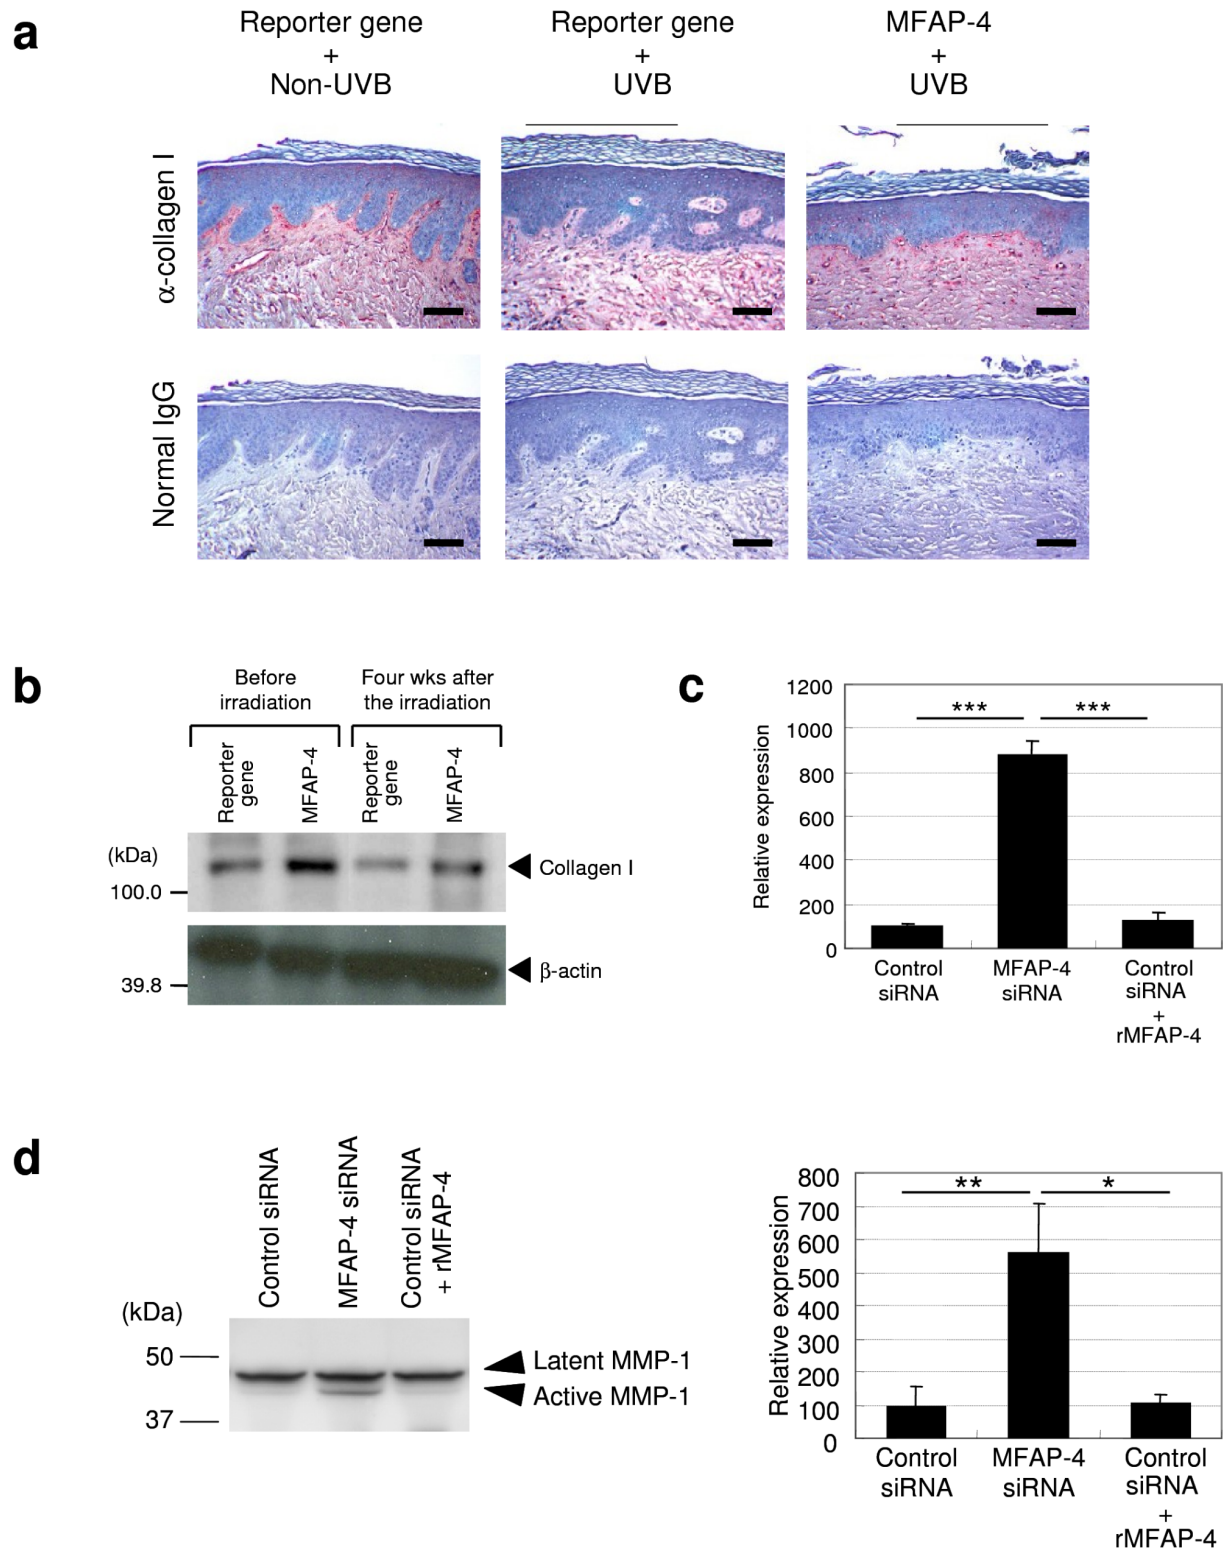 a
Reporter gene
+
Non-UVB
Reporter gene
+
UVB
MFAP-4
+
UVB
α-collagen I
Normal IgG
b
Before
irradiation
Four wks after
the irradiation
Reporter
gene
MFAP-4
Reporter
gene
MFAP-4
(kDa)
100.0
Collagen I
39.8
β-actin
c
Relative expression
1200
1000
800
600
400
200
0
***
***
Control
siRNA
MFAP-4
siRNA
Control
siRNA
+
rMFAP-4
d
Control siRNA
MFAP-4 siRNA
Control siRNA
+ rMFAP-4
(kDa)
50
37
Latent MMP-1
Active MMP-1
Relative expression
800
700
600
500
400
300
200
100
0
**
*
Control
siRNA
MFAP-4
siRNA
Control
siRNA
+
rMFAP-4